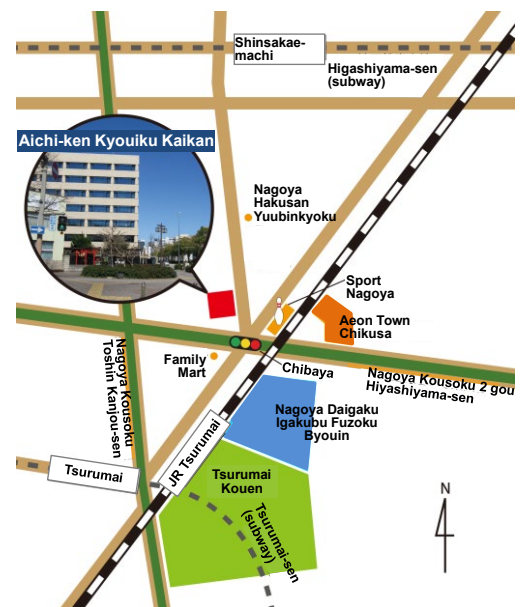 Shinsakae-
machi
Higashiyama-sen
(subway)
Aichi-ken Kyouiku Kaikan
Nagoya
Hakusan
Yuubinkyoku
Sport
Nagoya
Aeon Town
Chikusa
Family
Mart
Chibaya
Nagoya Kousoku 2 gou
Hiyashiyama-sen
Nagoya Kousoku
Toshin Kanjou-sen
Nagoya Daigaku
Igakubu Fuzoku
Byouin
JR Tsurumai
Tsurumai
Tsurumai
Kouen
Tsurumai-sen
(subway)
N